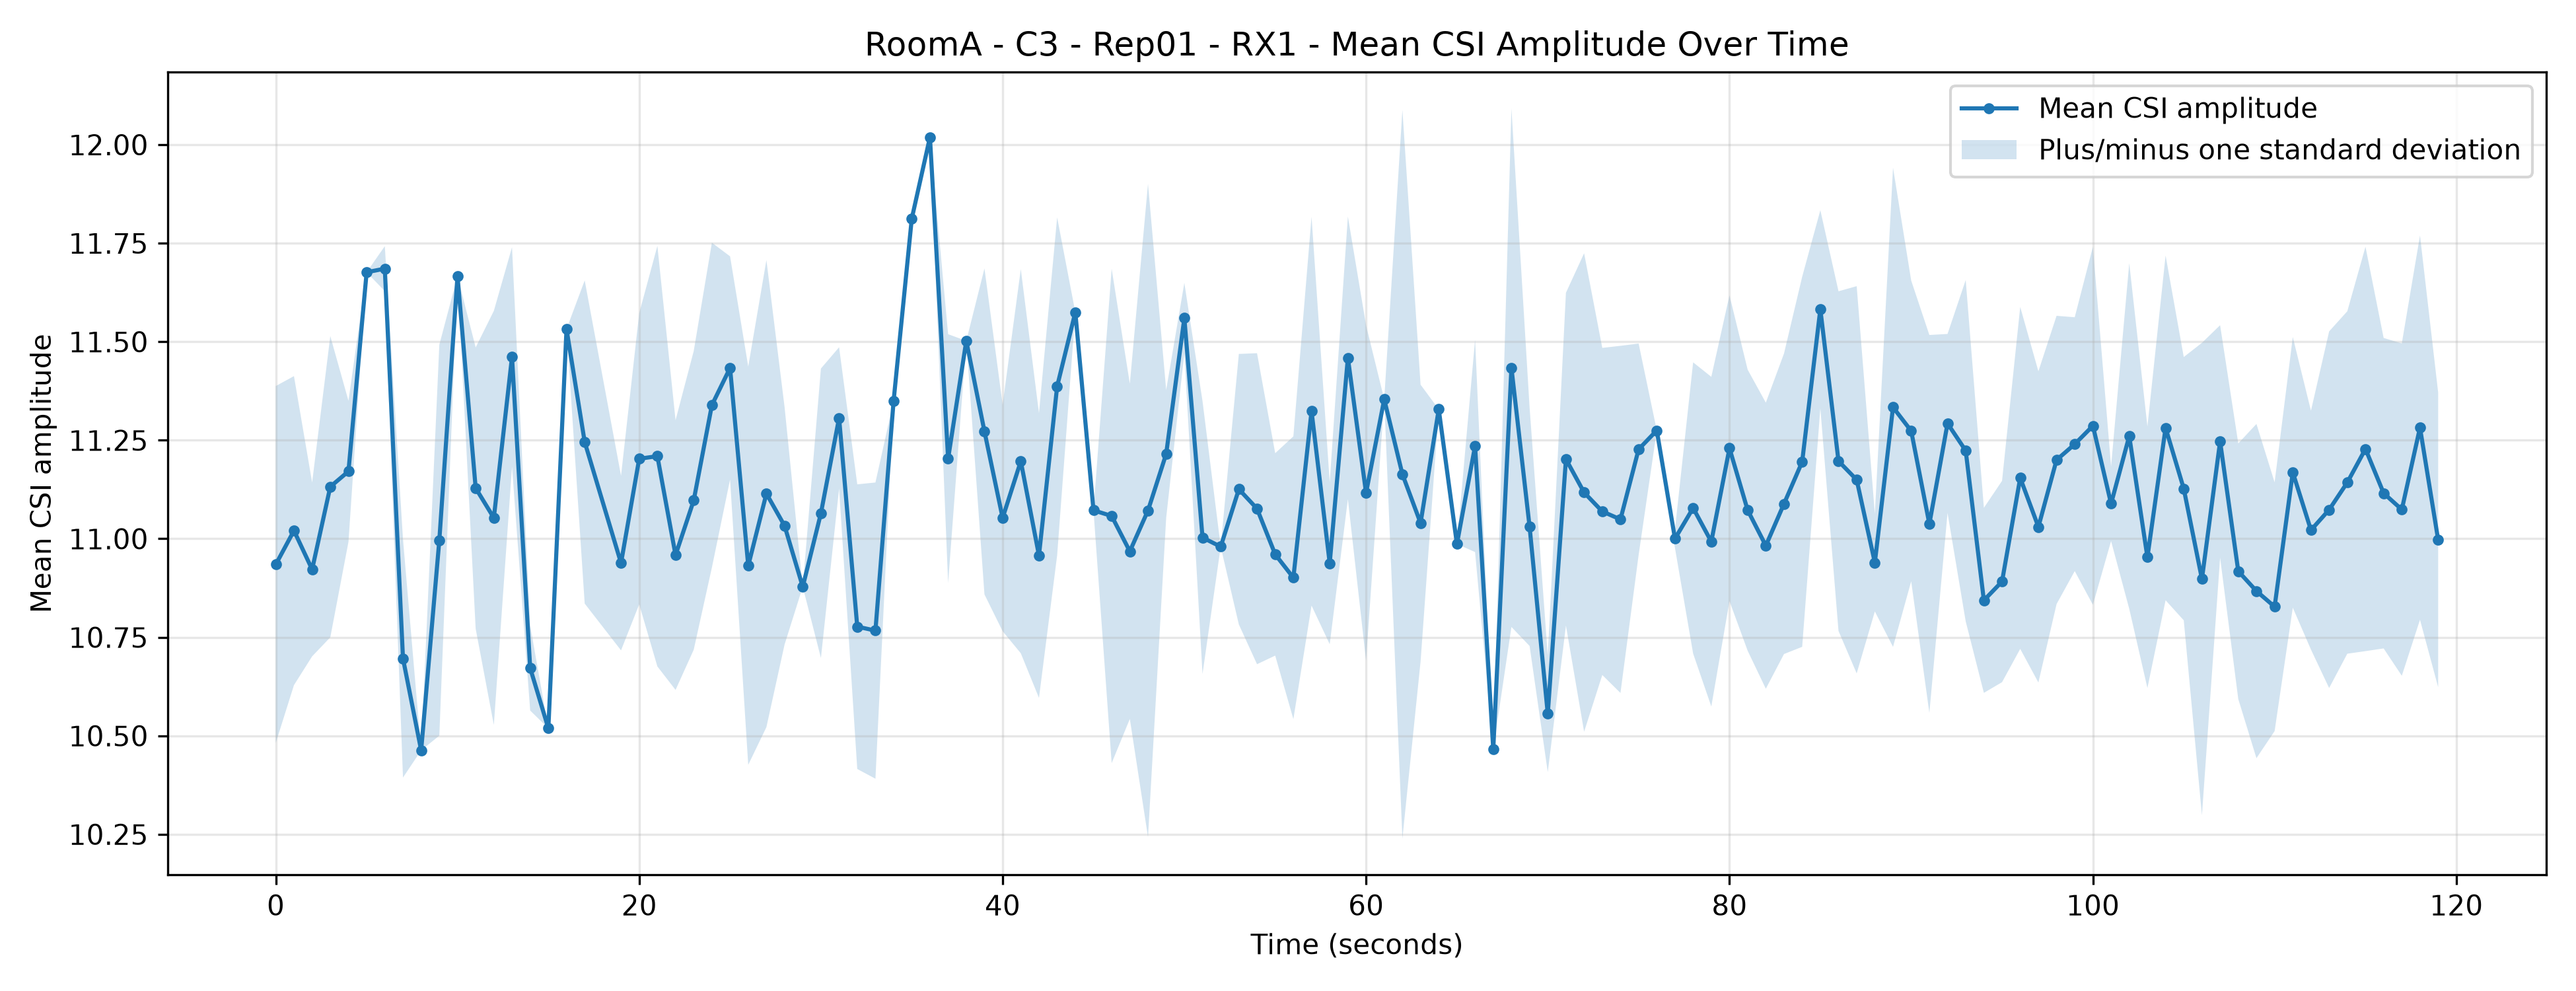 RoomA - C3 - Rep01 - RX1 - Mean CSI Amplitude Over Time
Mean CSI amplitude
Plus/minus one standard deviation
Mean CSI amplitude
12.00
11.75
11.50
11.25
11.00
10.75
10.50
10.25
0 20 40 60 80 100 120
Time (seconds)